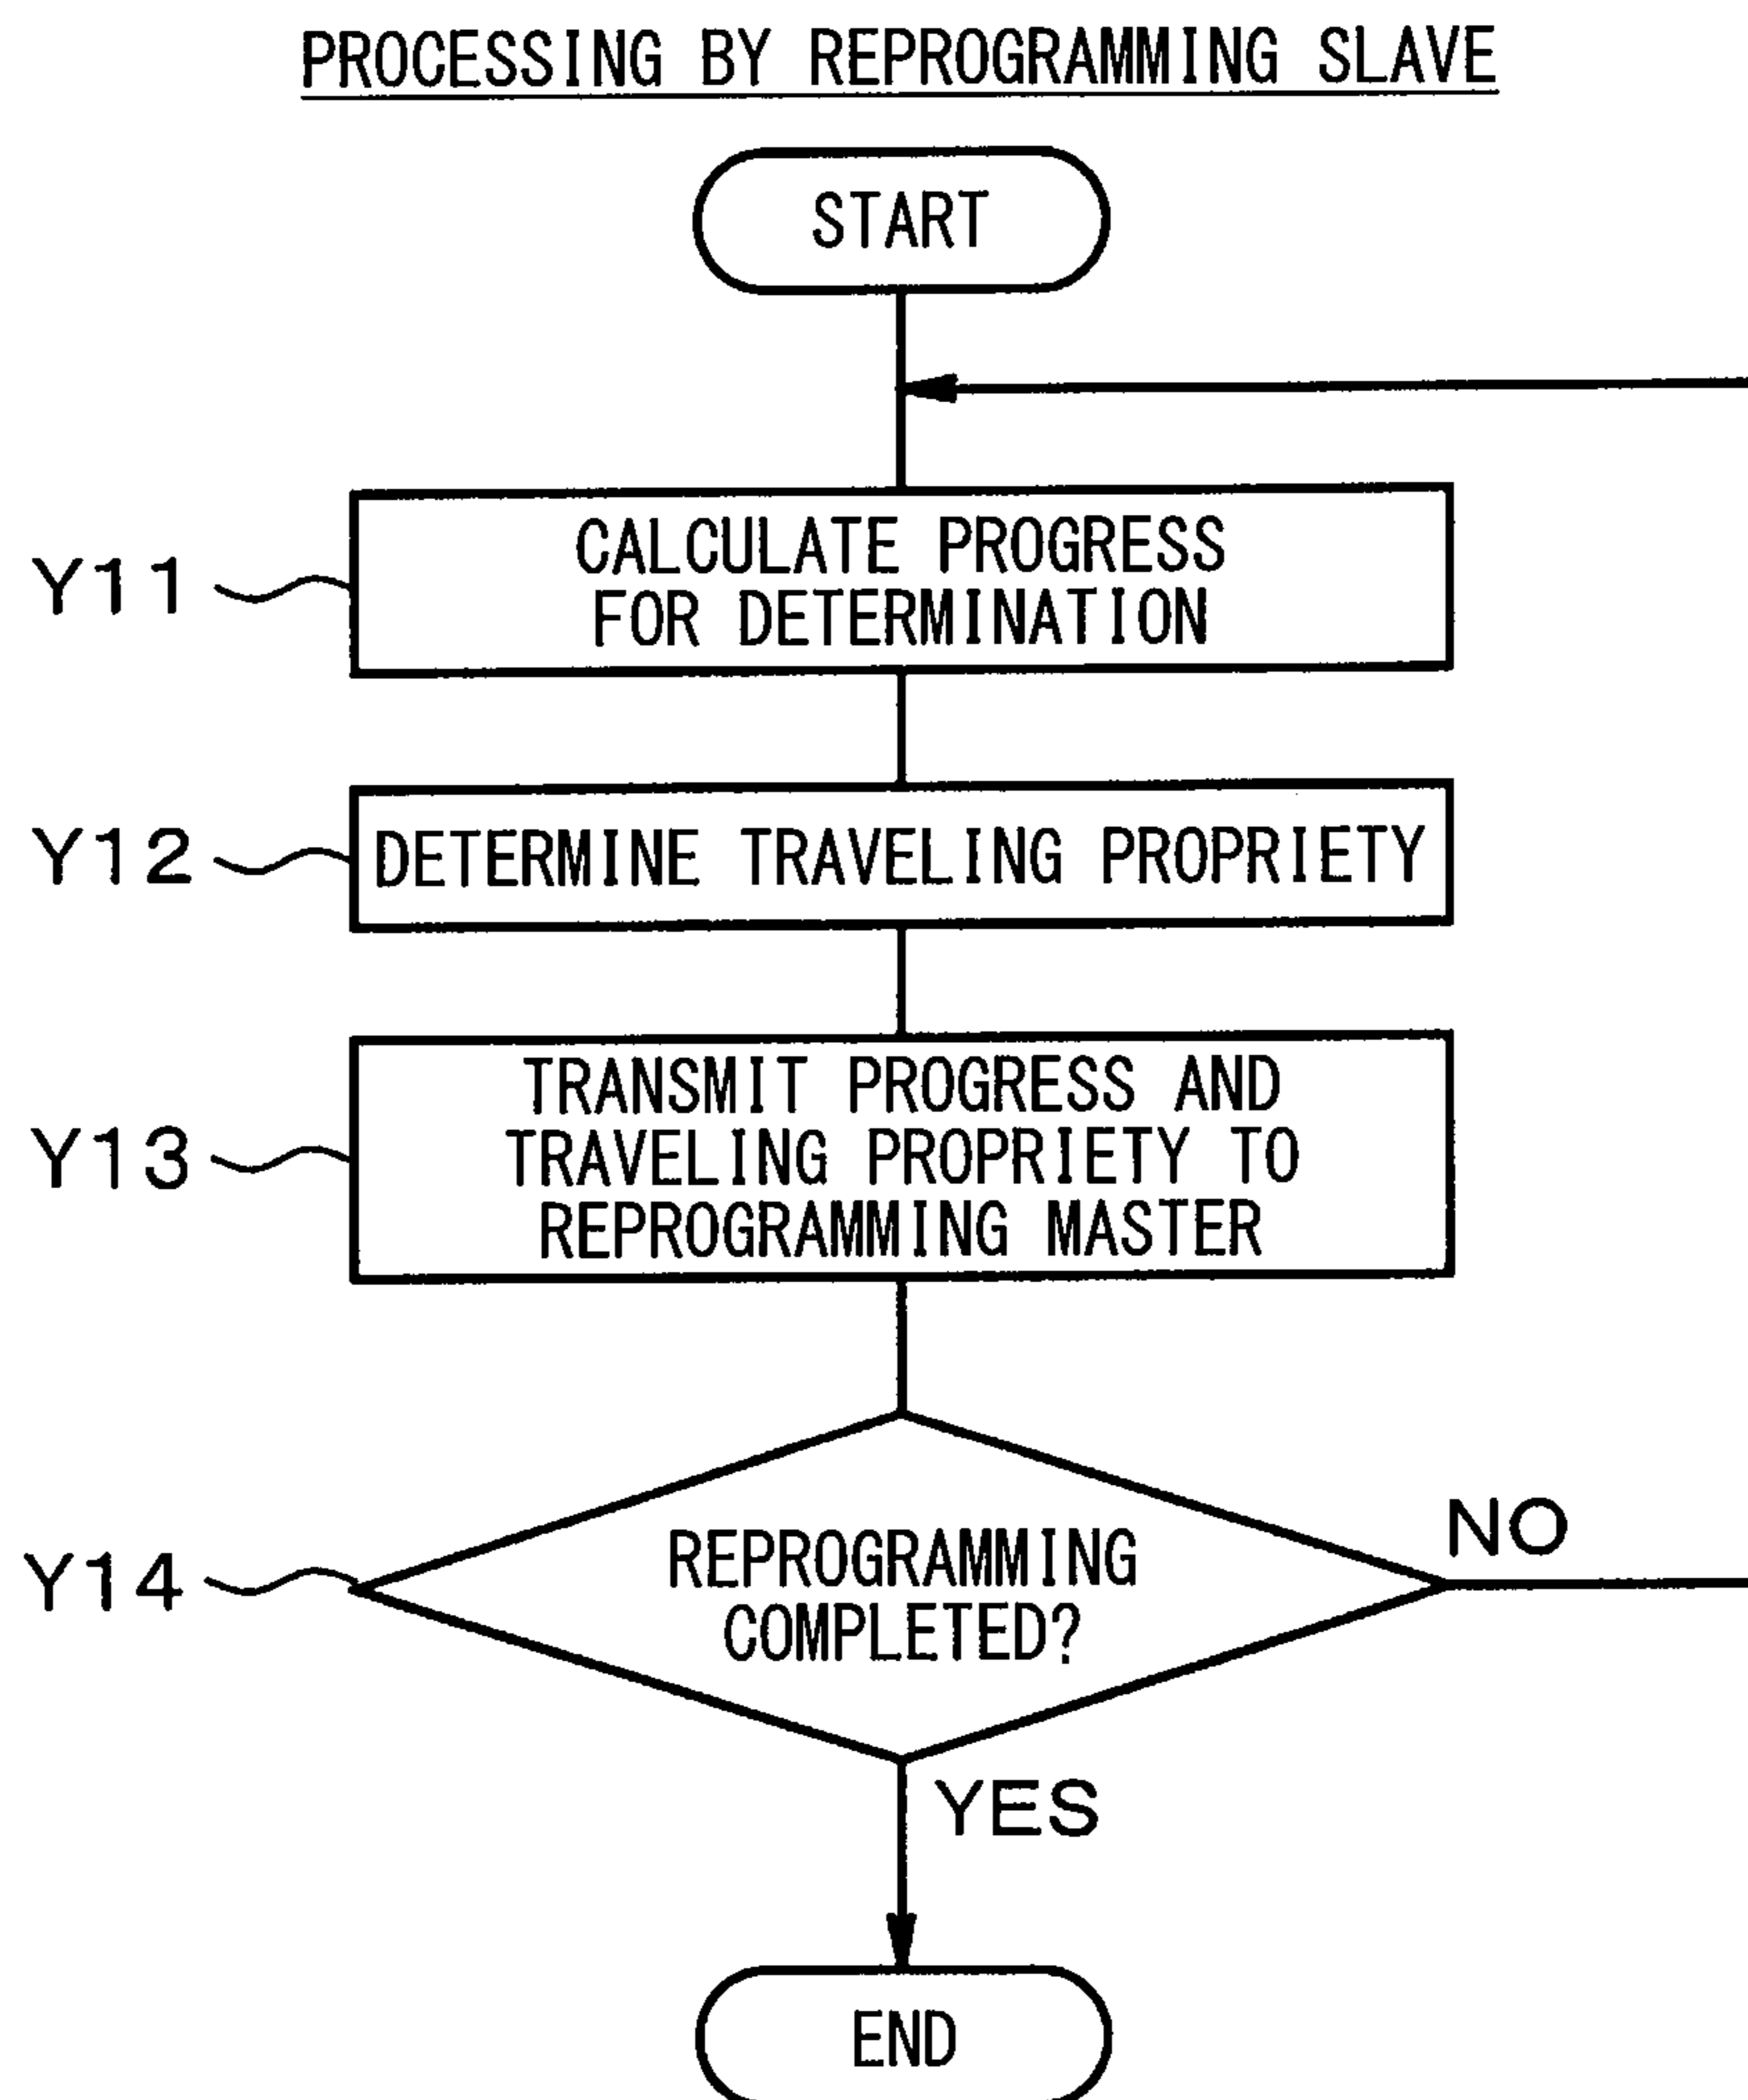 PROCESSING BY REPROGRAMMING SLAVE
START
Y11
CALCULATE PROGRESS
FOR DETERMINATION
Y12
DETERMINE TRAVELING PROPRIETY
Y13
TRANSMIT PROGRESS AND
TRAVELING PROPRIETY TO
REPROGRAMMING MASTER
Y14
REPROGRAMMING
COMPLETED?
NO
YES
END